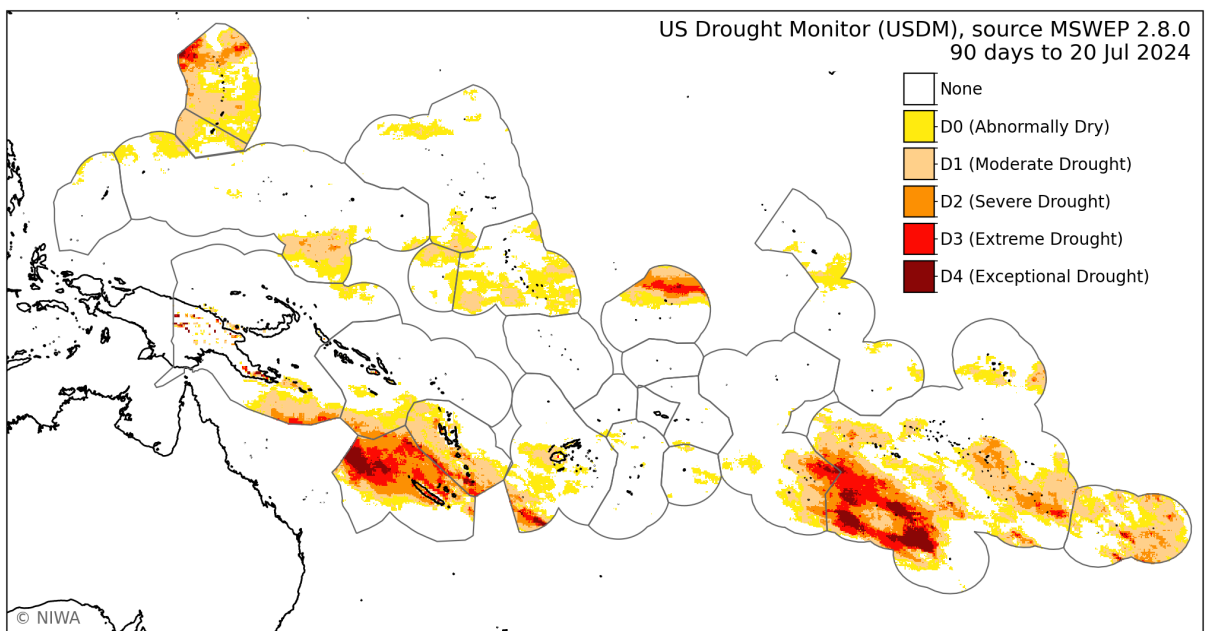 US Drought Monitor (USDM), source MSWEP 2.8.0
90 days to 20 Jul 2024
None
D0 (Abnormally Dry)
D1 (Moderate Drought)
D2 (Severe Drought)
D3 (Extreme Drought)
D4 (Exceptional Drought)
© NIWA